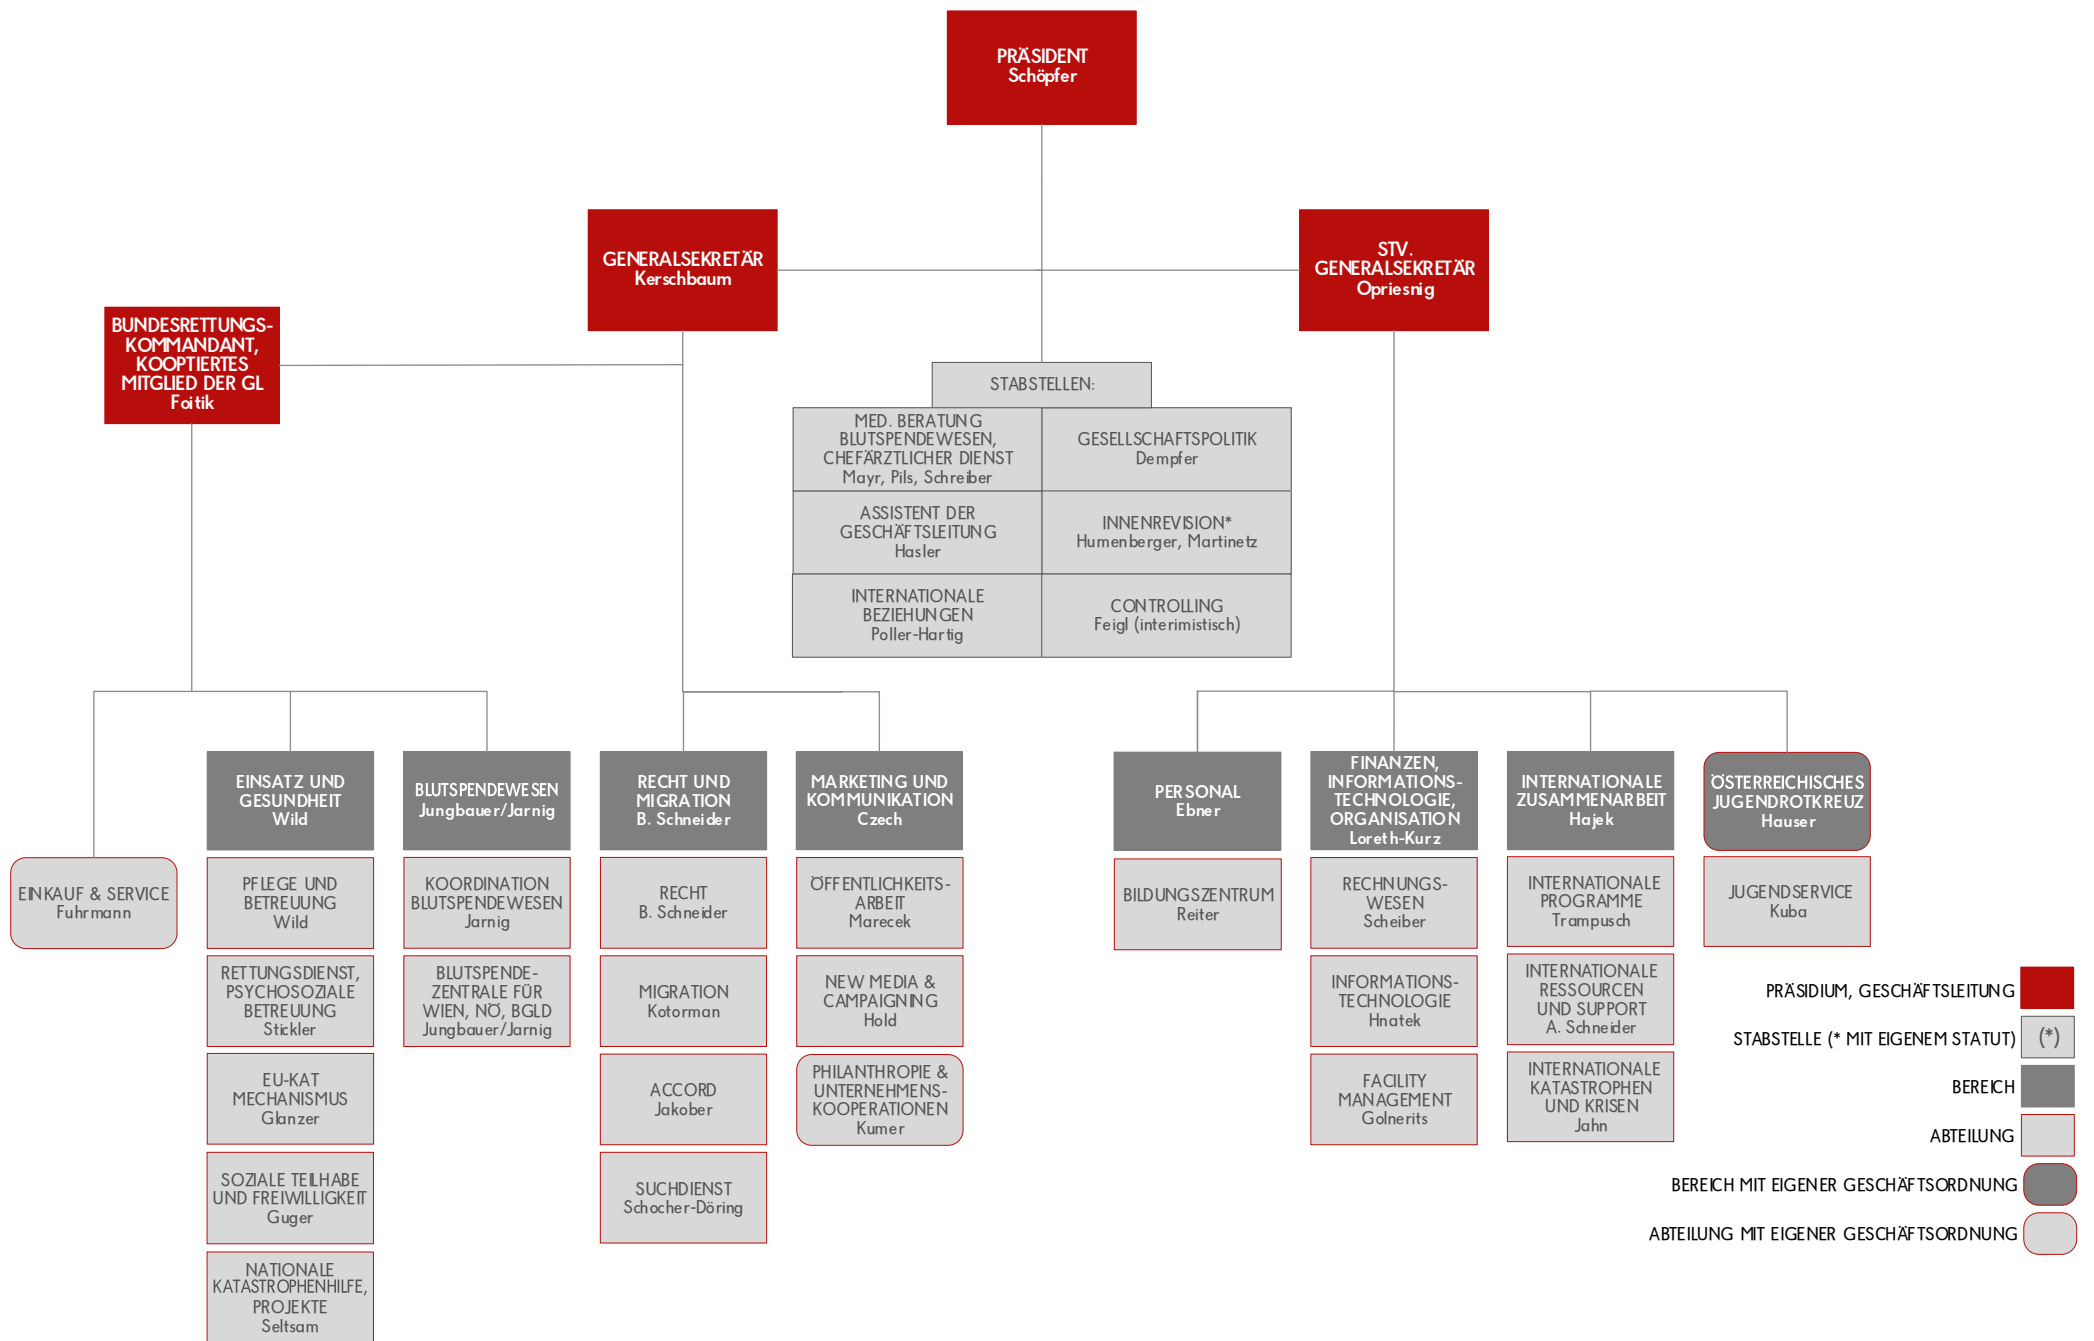 PRÄSIDENT
Schöpfer
GENERALSEKRETÄR
Kerschbaum
STV.
GENERALSEKRETÄR
Opriesnig
BUNDESRETTUNGS-
KOMMANDANT,
KOOPTIERTES
MITGLIED DER GL
Foitik
STABSTELLEN:
MED. BERATUNG
BLUTSPENDEWESEN,
CHEFÄRZTLICHER DIENST
Mayr, Pils, Schreiber
GESELLSCHAFTSPOLITIK
Dempfer
ASSISTENT DER
GESCHÄFTSLEITUNG
Hasler
INNENREVISION*
Humenberger, Martinetz
INTERNATIONALE
BEZIEHUNGEN
Poller-Hartig
CONTROLLING
Feigl (interimistisch)
EINKAUF & SERVICE
Fuhrmann
EINSATZ UND
GESUNDHEIT
Wild
PFLEGE UND
BETREUUNG
Wild
RETTUNGSDIENST,
PSYCHOSOZIALE
BETREUUNG
Stickler
EU-KAT
MECHANISMUS
Glanzer
SOZIALE TEILHABE
UND FREIWILLIGKEIT
Guger
NATIONALE
KATASTROPHENHILFE,
PROJEKTE
Seltsam
BLUTSPENDEWESEN
Jungbauer/Jarnig
KOORDINATION
BLUTSPENDEWESEN
Jarnig
BLUTSPENDE-
ZENTRALE FÜR
WIEN, NÖ, BGLD
Jungbauer/Jarnig
RECHT UND
MIGRATION
B. Schneider
RECHT
B. Schneider
MIGRATION
Kotorman
ACCORD
Jakober
SUCHDIENST
Schocher-Döring
MARKETING UND
KOMMUNIKATION
Czech
ÖFFENTLICHKEITS-
ARBEIT
Marecek
NEW MEDIA &
CAMPAIGNING
Hold
PHILANTHROPIE &
UNTERNEHMENS-
KOOPERATIONEN
Kumer
PERSONAL
Ebner
BILDUNGSZENTRUM
Reiter
FINANZEN,
INFORMATIONS-
TECHNOLOGIE,
ORGANISATION
Loreth-Kurz
RECHNUNGS-
WESEN
Scheiber
INFORMATIONS-
TECHNOLOGIE
Hnatek
FACILITY
MANAGEMENT
Golnerits
INTERNATIONALE
ZUSAMMENARBEIT
Hajek
INTERNATIONALE
PROGRAMME
Trampusch
INTERNATIONALE
RESSOURCEN
UND SUPPORT
A. Schneider
INTERNATIONALE
KATASTROPHEN
UND KRISEN
Jahn
ÖSTERREICHISCHES
JUGENDROTKREUZ
Hauser
JUGENDSERVICE
Kuba
PRÄSIDIUM, GESCHÄFTSLEITUNG
STABSTELLE (* MIT EIGENEM STATUT) (*)
BEREICH
ABTEILUNG
BEREICH MIT EIGENER GESCHÄFTSORDNUNG
ABTEILUNG MIT EIGENER GESCHÄFTSORDNUNG